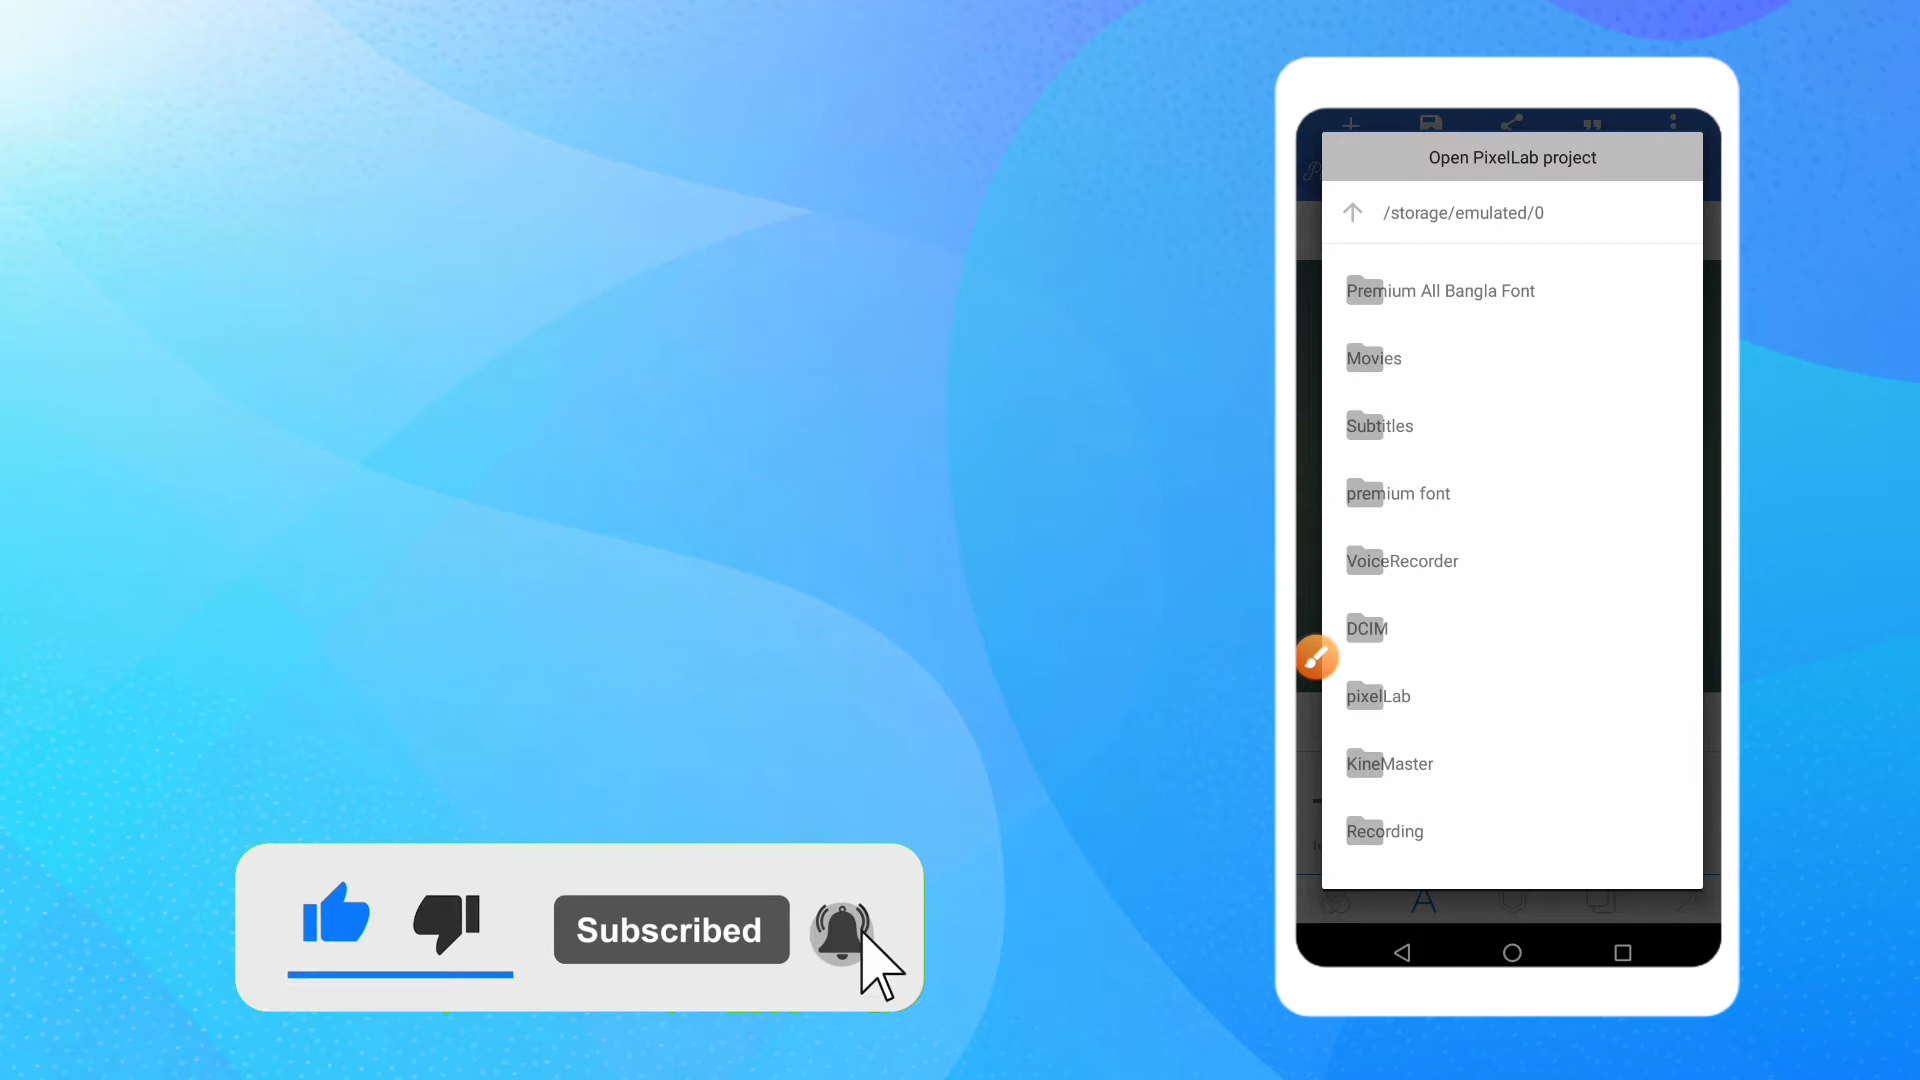 Open PixelLab project
/storage/emulated/0
Premium All Bangla Font
Movies
Subtitles
premium font
VoiceRecorder
DCIM
pixelLab
KineMaster
Recording
Subscribed